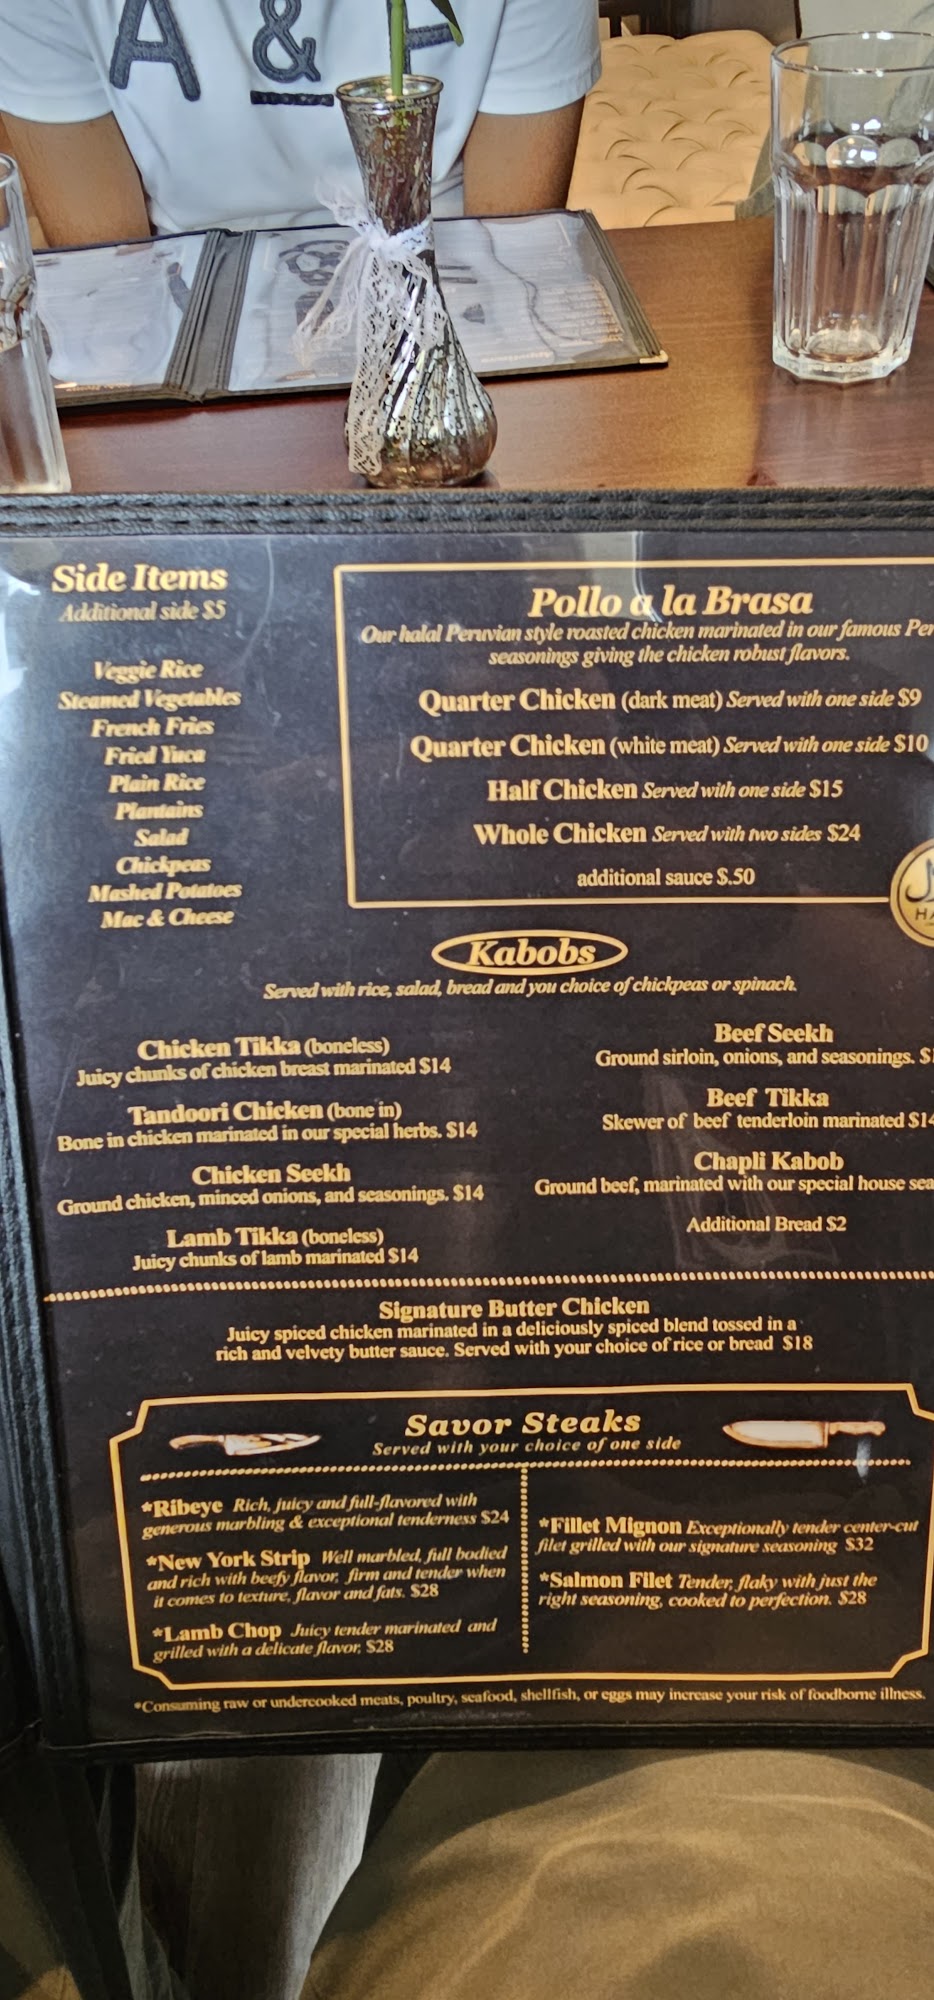 A & F
Side Items
Additional side $5
Veggie Rice
Steamed Vegetables
French Fries
Fried Yuca
Plain Rice
Plantains
Salad
Chickpeas
Mashed Potatoes
Mac & Cheese
Pollo a la Brasa
Our halal Peruvian style roasted chicken marinated in our famous Per
seasonings giving the chicken robust flavors.
Quarter Chicken (dark meat) Served with one side $9
Quarter Chicken (white meat) Served with one side $10
Half Chicken Served with one side $15
Whole Chicken Served with two sides $24
additional sauce $.50
Kabobs
Served with rice, salad, bread and you choice of chickpeas or spinach.
Chicken Tikka (boneless)
Juicy chunks of chicken breast marinated $14
Tandoori Chicken (bone in)
Bone in chicken marinated in our special herbs. $14
Chicken Seekh
Ground chicken, minced onions, and seasonings. $14
Lamb Tikka (boneless)
Juicy chunks of lamb marinated $14
Beef Seekh
Ground sirloin, onions, and seasonings.
Beef Tikka
Skewer of beef tenderloin marinated $14
Chapli Kabob
Ground beef, marinated with our special house sea
Additional Bread $2
Signature Butter Chicken
Juicy spiced chicken marinated in a deliciously spiced blend tossed in a
rich and velvety butter sauce. Served with your choice of rice or bread $18
Savor Steaks
Served with your choice of one side
*Ribeye Rich, juicy and full-flavored with
generous marbling & exceptional tenderness $24
*New York Strip Well marbled, full bodied
and rich with beefy flavor, firm and tender when
it comes to texture, flavor and fats. $28
*Lamb Chop Juicy tender marinated and
grilled with a delicate flavor, $28
*Fillet Mignon Exceptionally tender center-cut
filet grilled with our signature seasoning $32
*Salmon Filet Tender, flaky with just the
right seasoning, cooked to perfection. $28
*Consuming raw or undercooked meats, poultry, seafood, shellfish, or eggs may increase your risk of foodborne illness.